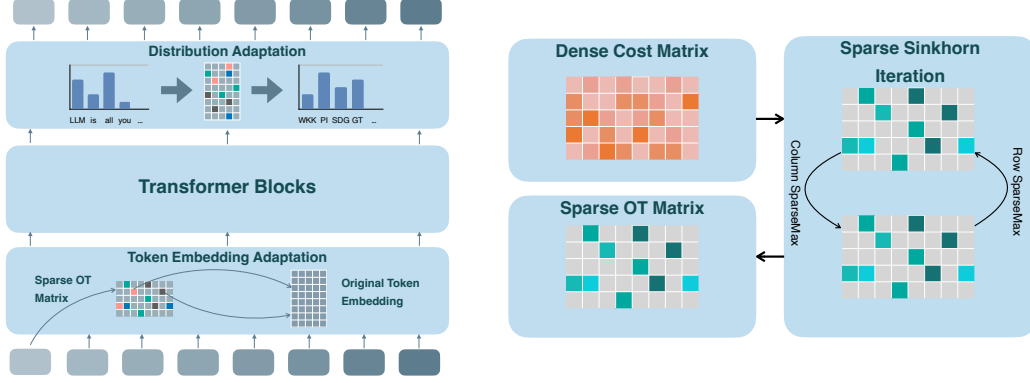 Distribution Adaptation
LLM is all you ...
WKK PI SDG GT ..
Transformer Blocks
Token Embedding Adaptation
Sparse OT
Matrix
Original Token
Embedding
Dense Cost Matrix
Sparse OT Matrix
Sparse Sinkhorn
Iteration
Column SparseMax
Row SparseMax